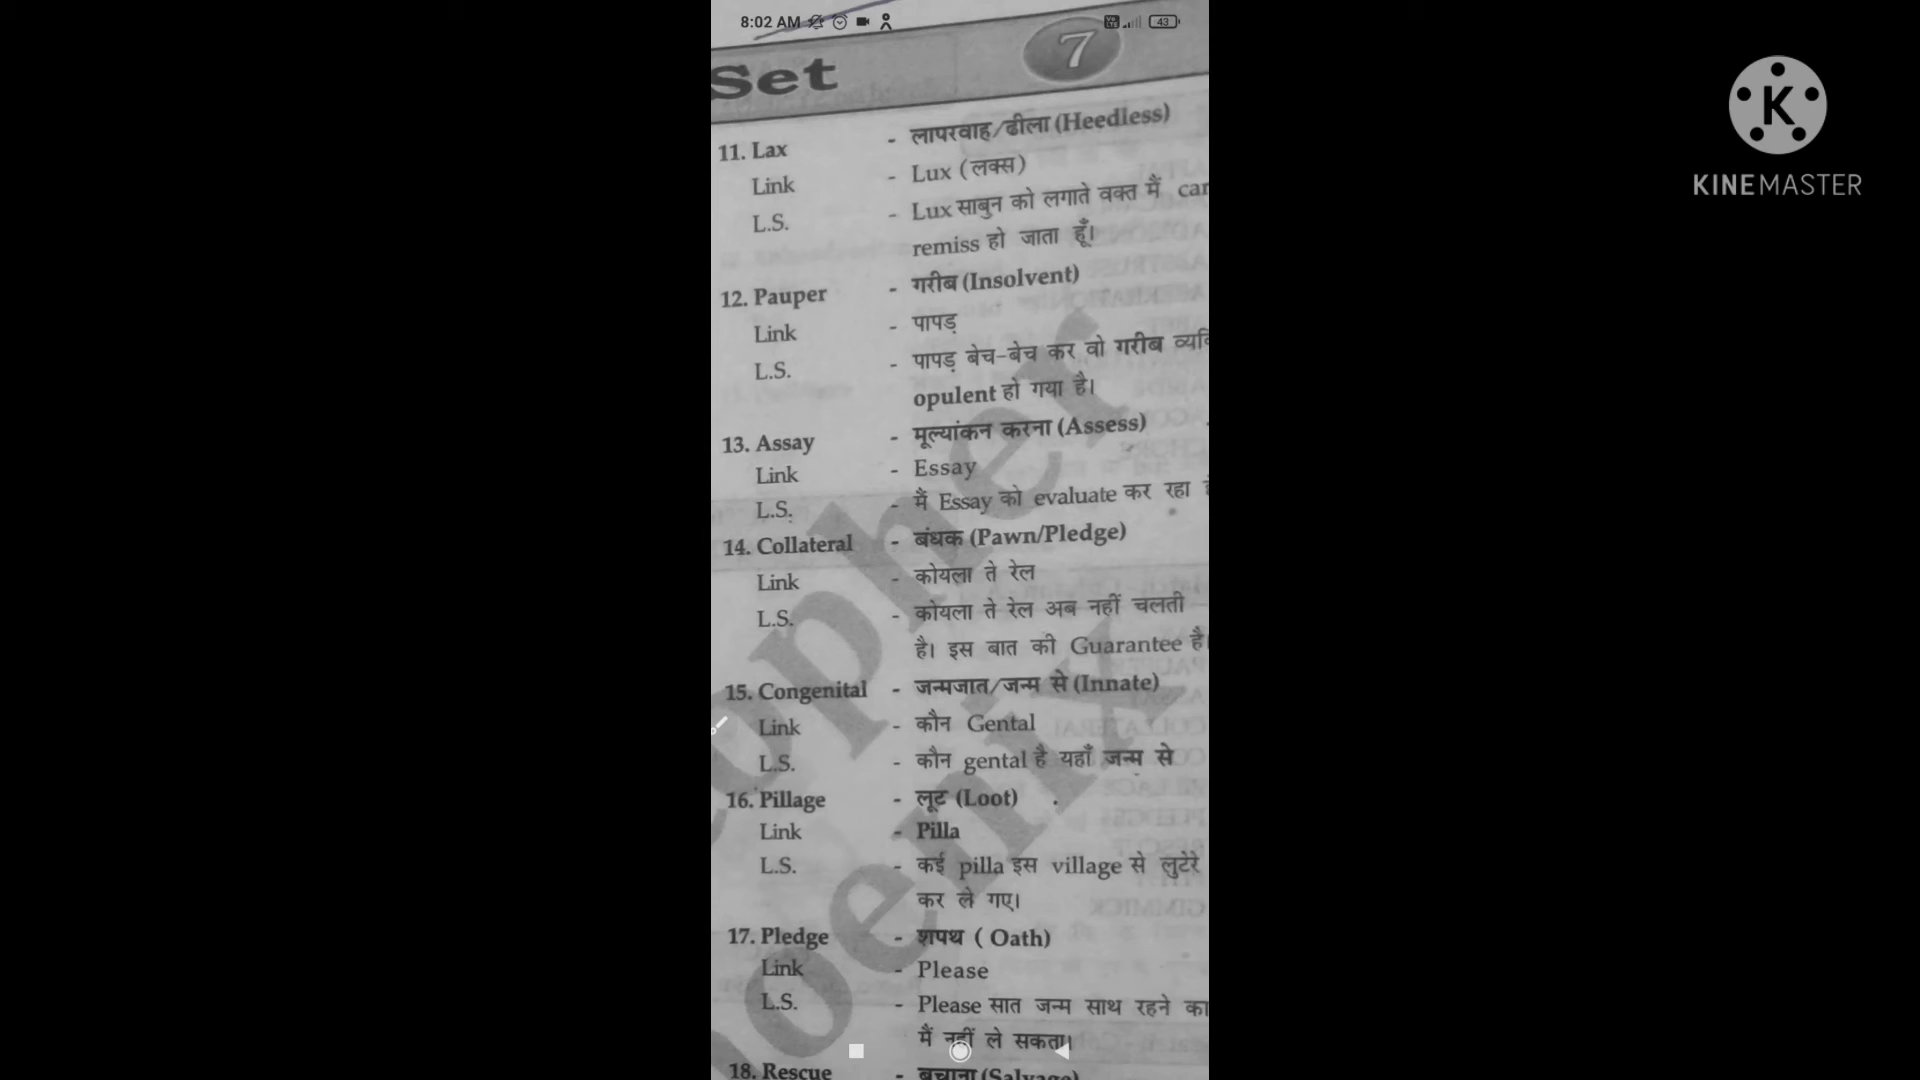 8:02 AM
43
Set 7
11. Lax - लापरवाह/ढीला (Heedless)
Link - Lux (लक्स)
L.S. - Lux साबुन को लगाते वक्त मैं
remiss हो जाता हूँ।
12. Pauper - गरीब (Insolvent)
Link - पापड़
L.S. - पापड़ बेच-बेच कर वो गरीब
opulent हो गया है।
13. Assay - मूल्यांकन करना (Assess)
Link - Essay
L.S. - मैं Essay को evaluate कर रहा
14. Collateral - बंधक (Pawn/Pledge)
Link - कोयला ते रेल
L.S. - कोयला ते रेल अब नहीं चलती
है। इस बात की Guarantee है।
15. Congenital - जन्मजात/जन्म से (Innate)
Link - कौन Gental
L.S. - कौन gental है यहाँ जन्म से
16. Pillage - लूट (Loot)
Link - Pilla
L.S. - कई pilla इस village से लुटेरे
कर ले गए।
17. Pledge - शपथ ( Oath)
Link - Please
L.S. - Please सात जन्म साथ रहने का
मैं नहीं ले सकता।
18. Rescue - बचाना (Salvage)
K
KINEMASTER